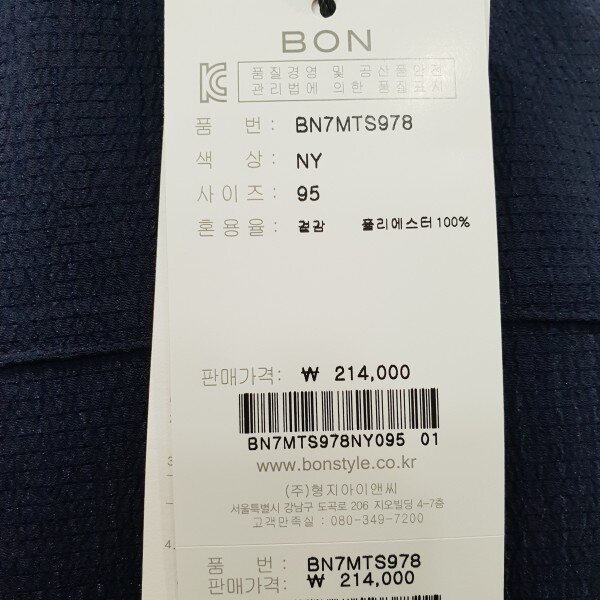 BON
품질경영 및 공산품안전
관리법에 의한 품질표시
품 번: BN7MTS978
색 상: NY
사이즈: 95
혼용율: 겉감 폴리에스터100%
판매가격: ₩ 214,000
BN7MTS978NY095 01
www.bonstyle.co.kr
(주)형지아이앤씨
서울특별시 강남구 도곡로 206 지오빌딩 4-7층
고객만족실 : 080-349-7200
품 번: BN7MTS978
판매가격: ₩ 214,000